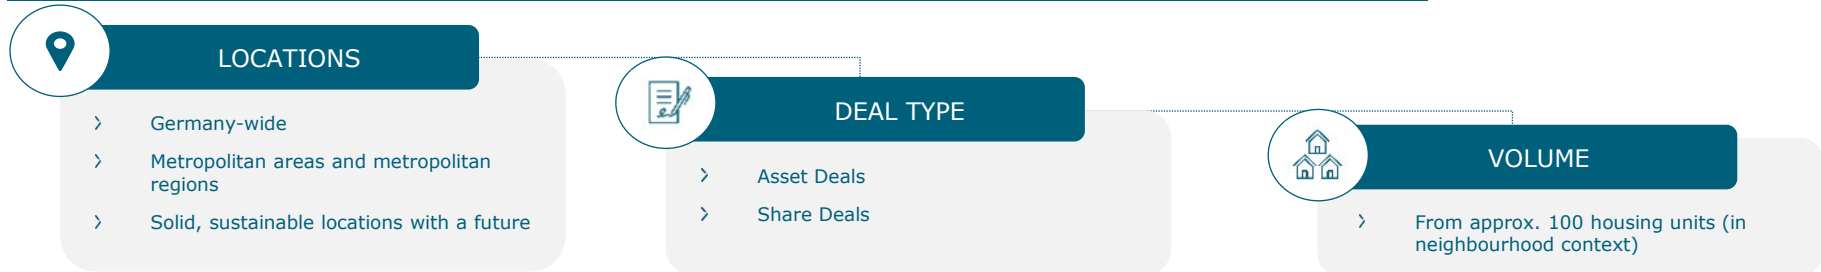 LOCATIONS
Germany-wide
Metropolitan areas and metropolitan
regions
Solid, sustainable locations with a future
DEAL TYPE
Asset Deals
Share Deals
VOLUME
From approx. 100 housing units (in
neighbourhood context)